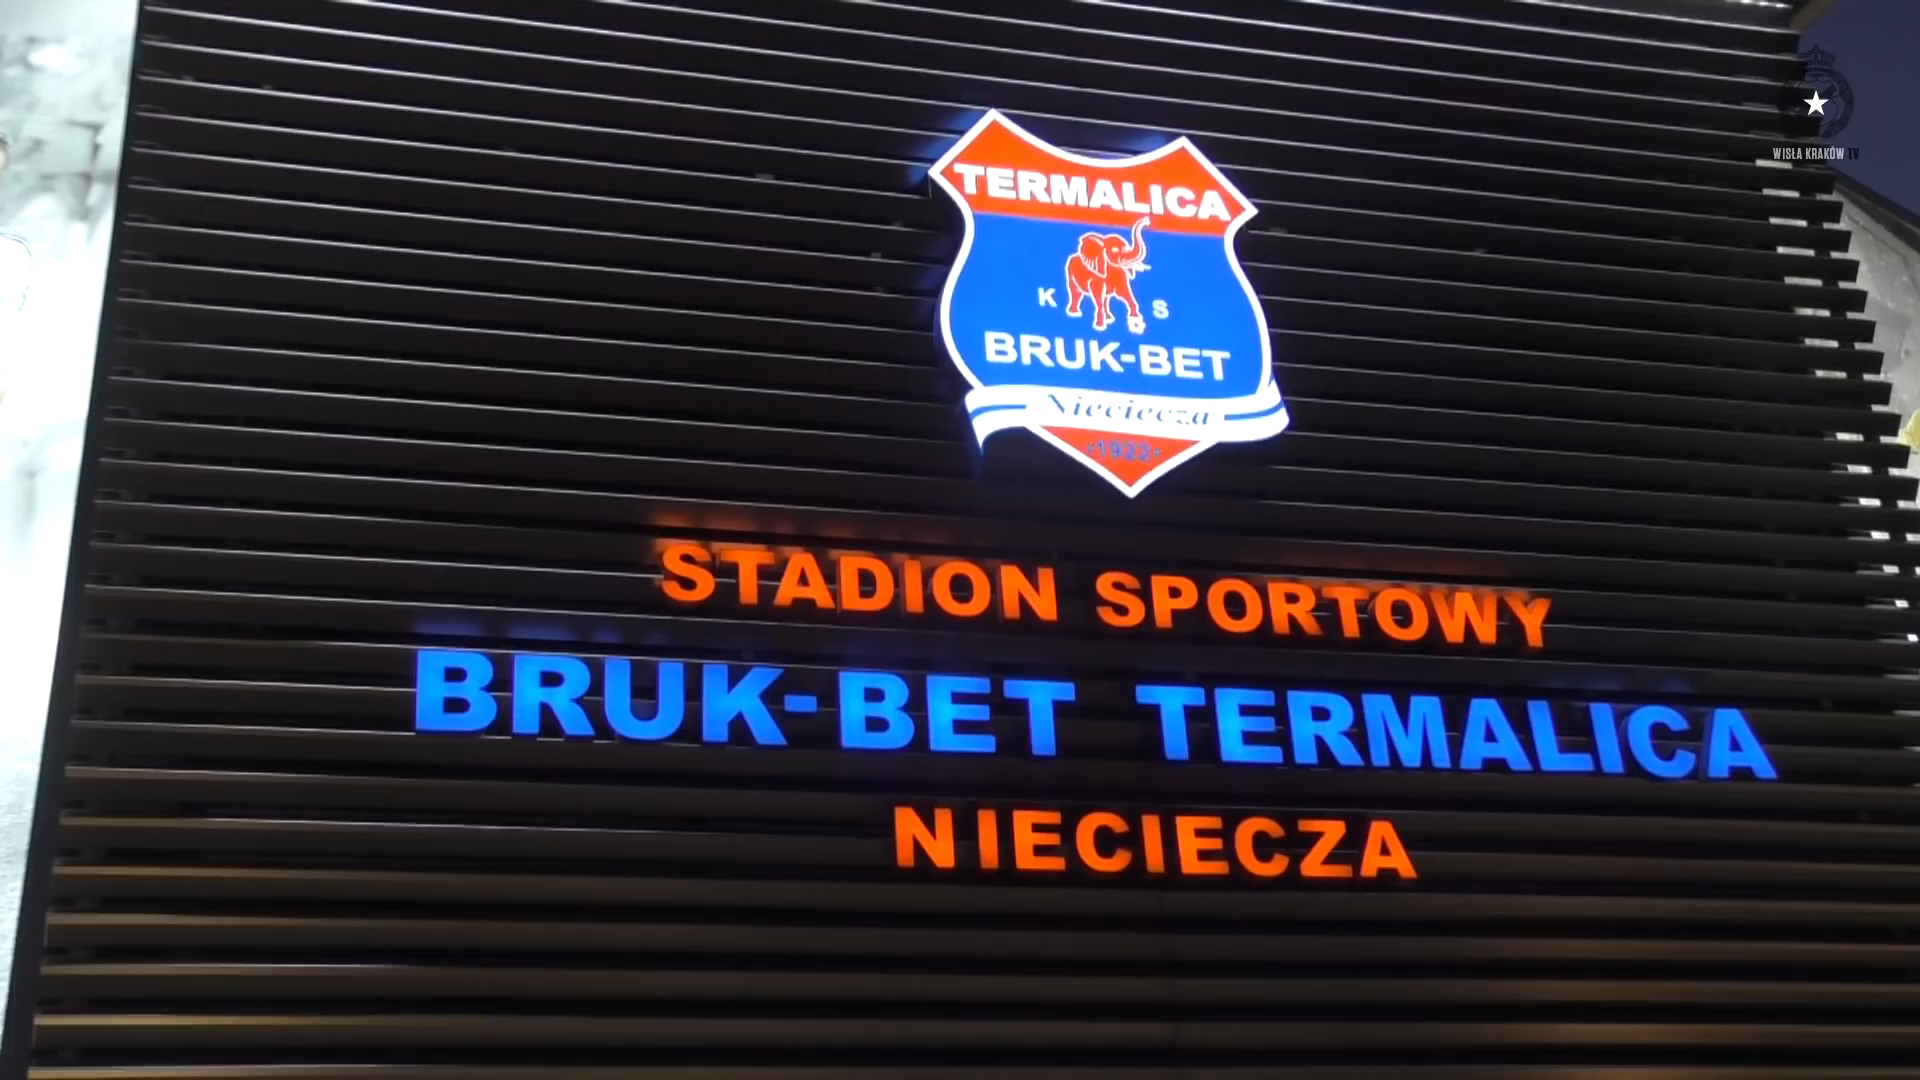 WISŁA KRAKÓW TV
TERMALICA
K S
BRUK-BET
Nieciecza
1922
STADION SPORTOWY
BRUK-BET TERMALICA
NIECIECZA